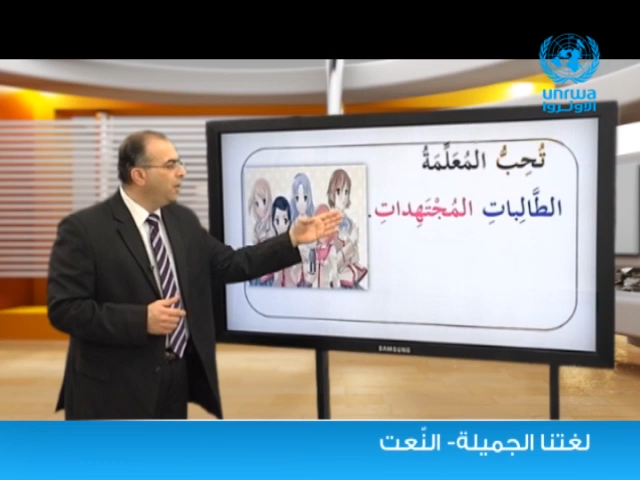 unrwa
الأونروا
تُحِبُّ المُعَلِّمَةُ
الطَّالِباتِ المُجْتَهِداتِ.
SAMSUNG
لغتنا الجميلة- النّعت